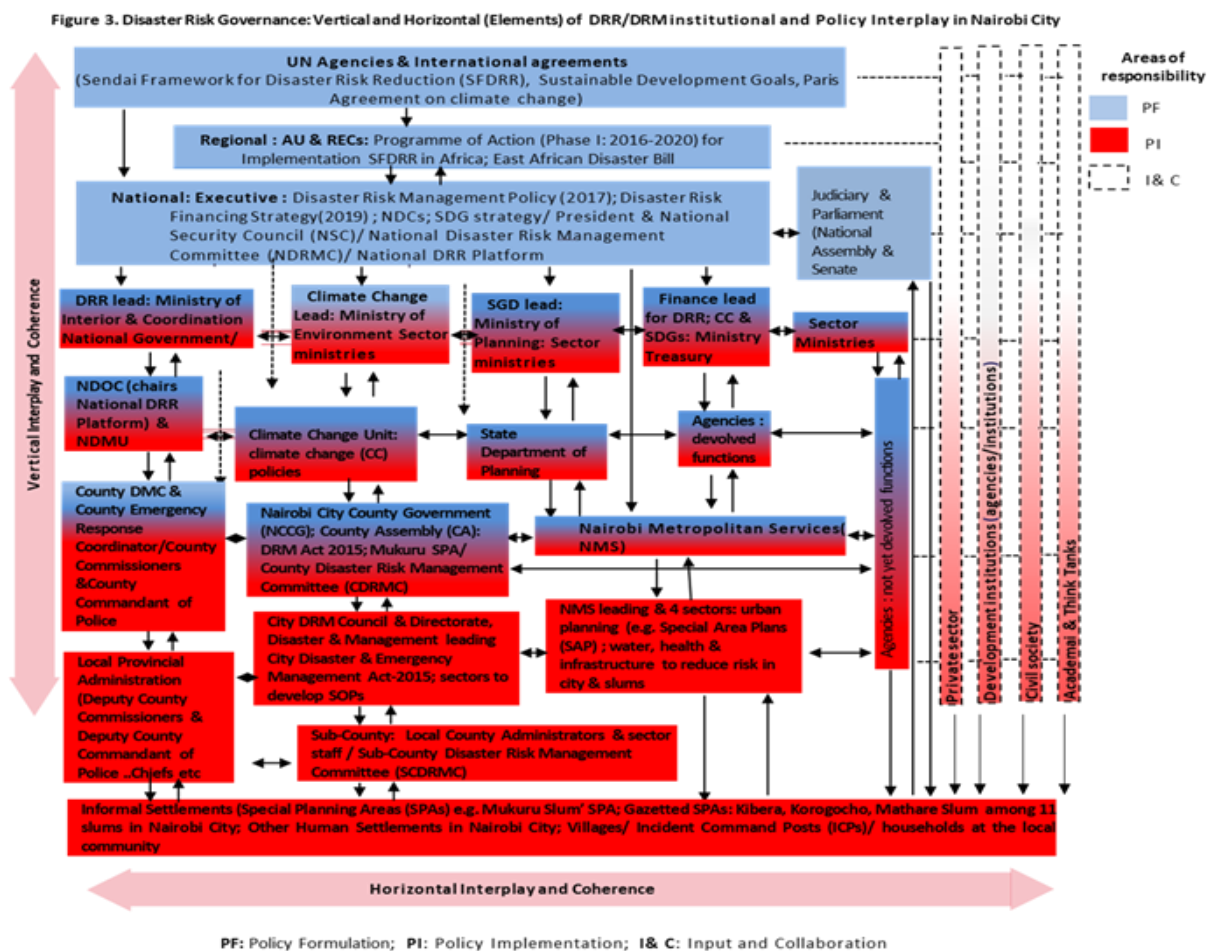 Figure 3. Disaster Risk Governance: Vertical and Horizontal (Elements) of DRR/DRM institutional and Policy Interplay in Nairobi City
UN Agencies & International agreements
(Sendai Framework for Disaster Risk Reduction (SFDRR), Sustainable Development Goals, Paris
Agreement on climate change)
Areas of
responsibility
PF
PI
I& C
Regional : AU & RECs: Programme of Action (Phase I: 2016-2020) for
Implementation SFDRR in Africa; East African Disaster Bill
National: Executive : Disaster Risk Management Policy (2017); Disaster Risk
Financing Strategy(2019) ; NDCs; SDG strategy/ President & National
Security Council (NSC)/ National Disaster Risk Management
Committee (NDRMC)/ National DRR Platform
Judiciary &
Parliament
(National
Assembly &
Senate
DRR lead: Ministry of
Interior & Coordination
National Government/
Climate Change
Lead: Ministry of
Environment Sector
ministries
SGD lead:
Ministry of
Planning: Sector
ministries
Finance lead
for DRR; CC &
SDGs: Ministry
Treasury
Sector
Ministries
NDOC (chairs
National DRR
Platform) &
NDMU
Climate Change Unit:
climate change (CC)
policies
State
Department of
Planning
Agencies :
devolved
functions
Agencies : not yet devolved functions
County DMC &
County Emergency
Response
Coordinator/County
Commissioners
&County
Commandant of
Police
Nairobi City County Government
(NCCG); County Assembly (CA):
DRM Act 2015; Mukuru SPA/
County Disaster Risk Management
Committee (CDRMC)
Nairobi Metropolitan Services(
NMS)
City DRM Council & Directorate,
Disaster & Management leading
City Disaster & Emergency
Management Act-2015; sectors to
develop SOPs
NMS leading & 4 sectors: urban
planning (e.g. Special Area Plans
(SAP) ; water, health &
infrastructure to reduce risk in
city & slums
Local Provincial
Administration
(Deputy County
Commissioners &
Deputy County
Commandant of
Police ..Chiefs etc
Sub-County: Local County Administrators & sector
staff / Sub-County Disaster Risk Management
Committee (SCDRMC)
Informal Settlements (Special Planning Areas (SPAs) e.g. Mukuru Slum' SPA; Gazetted SPAs: Kibera, Korogocho, Mathare Slum among 11
slums in Nairobi City; Other Human Settlements in Nairobi City; Villages/ Incident Command Posts (ICPs)/ households at the local
community
Private sector
Development institutions (agencies/institutions)
Civil society
Academai & Think Tanks
Vertical Interplay and Coherence
Horizontal Interplay and Coherence
PF: Policy Formulation; PI: Policy Implementation; I& C: Input and Collaboration